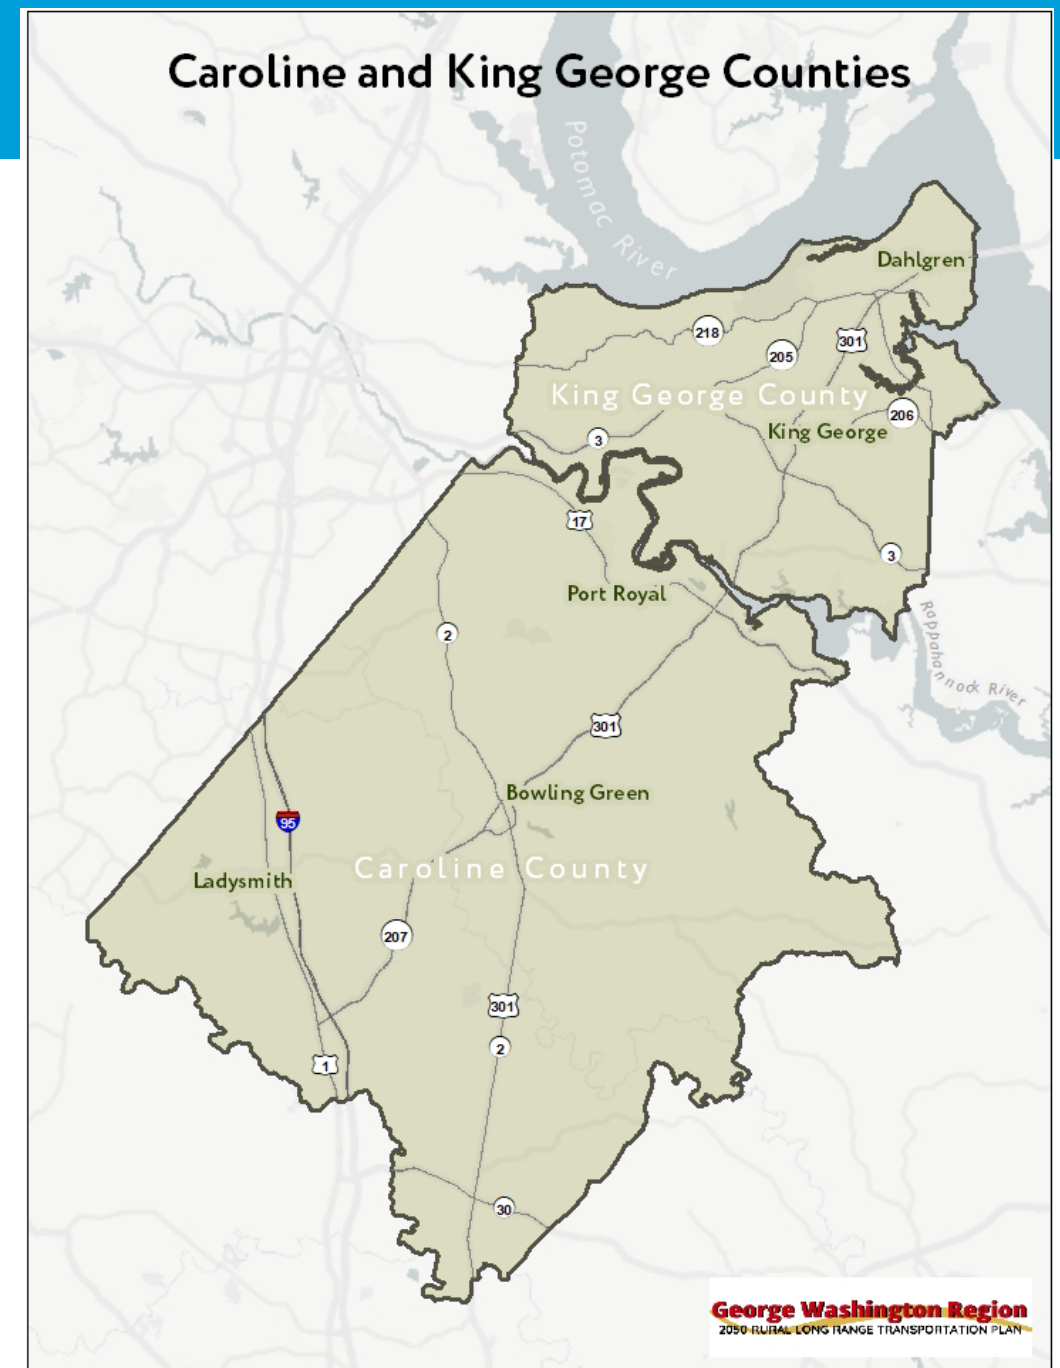 Caroline and King George Counties
Potomac River
Dahlgren
218
301
205
King George County
206
King George
3
17
3
Port Royal
Rappahannock River
2
301
Bowling Green
95
Caroline County
Ladysmith
207
301
2
1
30
George Washington Region
2050 RURAL LONG RANGE TRANSPORTATION PLAN